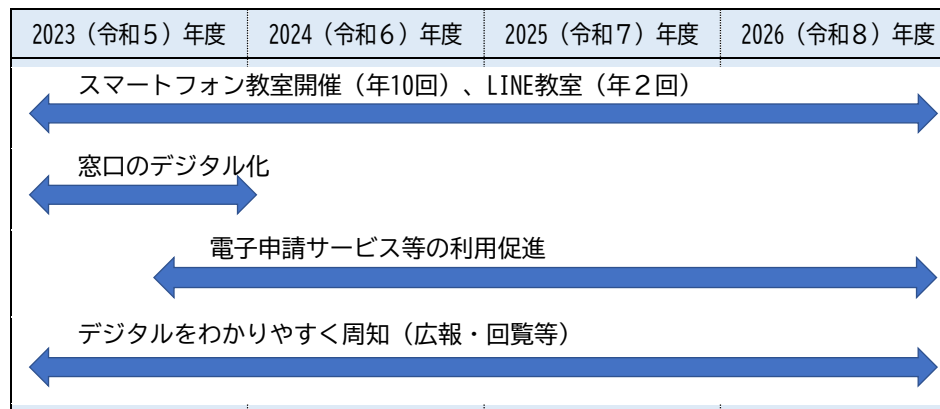 2023（令和５）年度 2024（令和６）年度 2025（令和７）年度 2026（令和８）年度
スマートフォン教室開催（年10回）、LINE教室（年２回）
窓口のデジタル化
電子申請サービス等の利用促進
デジタルをわかりやすく周知（広報・回覧等）